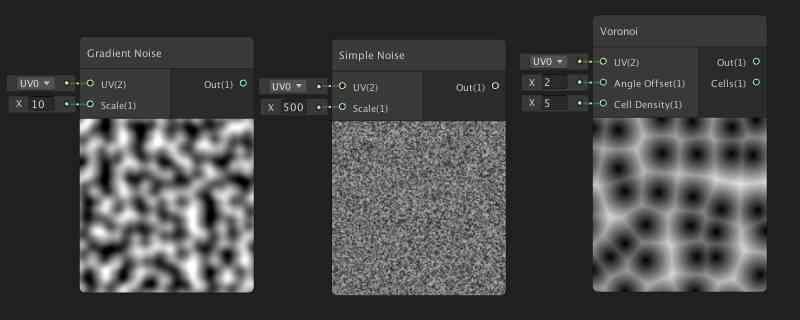 Gradient Noise
UV0
UV(2)
Out(1)
X 10
Scale(1)
Simple Noise
UV0
UV(2)
Out(1)
X 500
Scale(1)
Voronoi
UV0
UV(2)
Out(1)
X 2
Angle Offset(1)
Cells(1)
X 5
Cell Density(1)